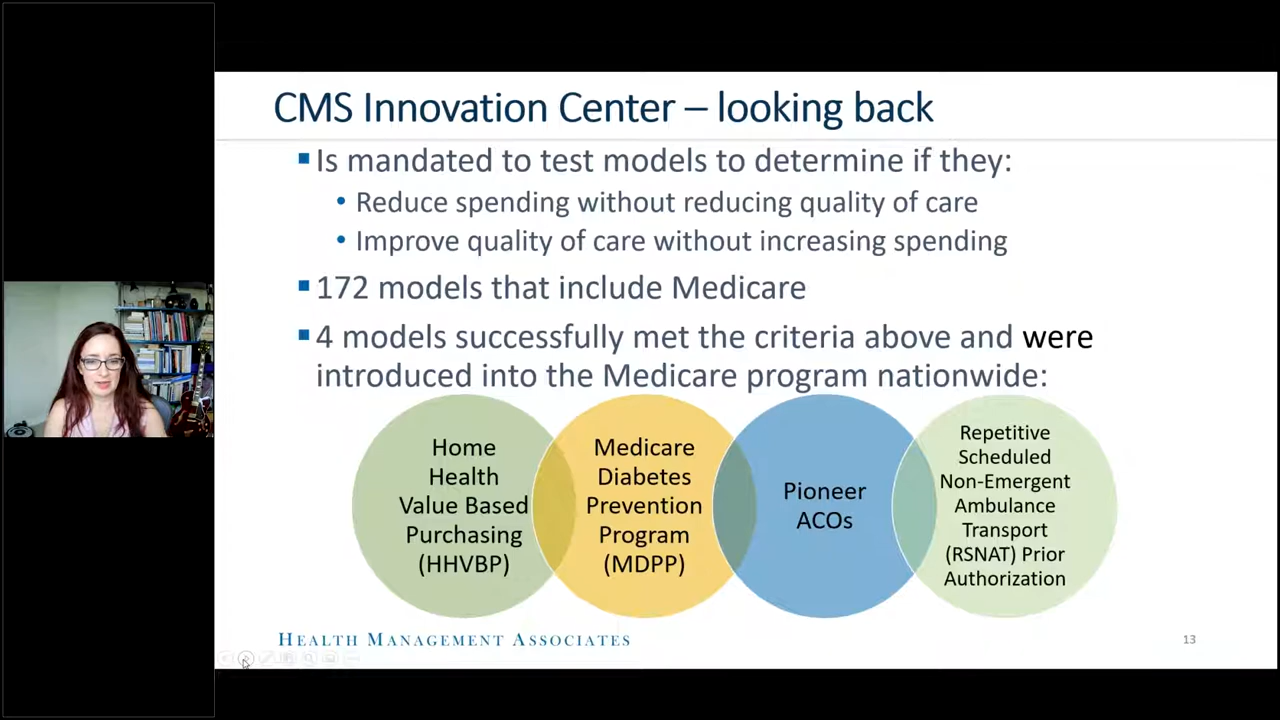 CMS Innovation Center – looking back
▪ Is mandated to test models to determine if they:
• Reduce spending without reducing quality of care
• Improve quality of care without increasing spending
▪ 172 models that include Medicare
▪ 4 models successfully met the criteria above and were
introduced into the Medicare program nationwide:
Home
Health
Value Based
Purchasing
(HHVBP)
Medicare
Diabetes
Prevention
Program
(MDPP)
Pioneer
ACOs
Repetitive
Scheduled
Non-Emergent
Ambulance
Transport
(RSNAT) Prior
Authorization
HEALTH MANAGEMENT ASSOCIATES
13